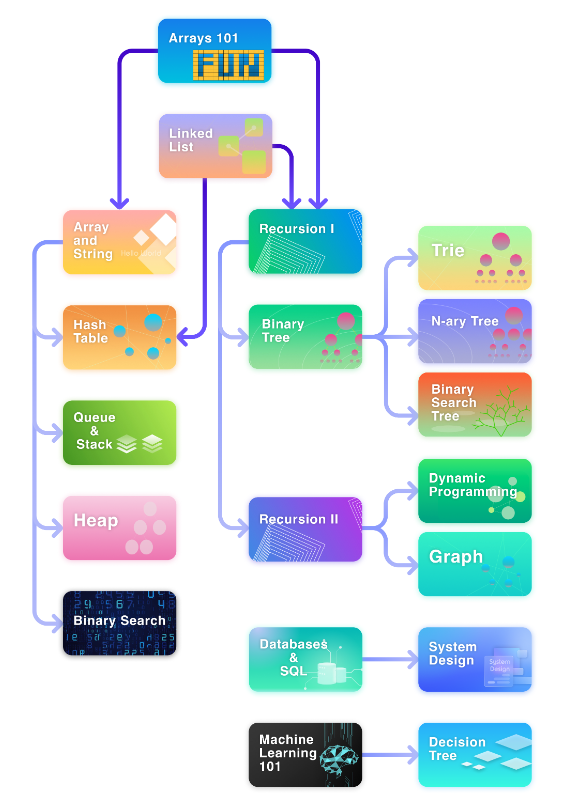 Arrays 101
FUN
Linked
List
Array
and
String
Recursion I
Trie
Hash
Table
Binary
Tree
N-ary Tree
Binary
Search
Tree
Queue
&
Stack
Dynamic
Programming
Heap
Recursion II
Graph
Binary Search
Databases
&
SQL
System
Design
System
Design
Machine
Learning
101
Decision
Tree